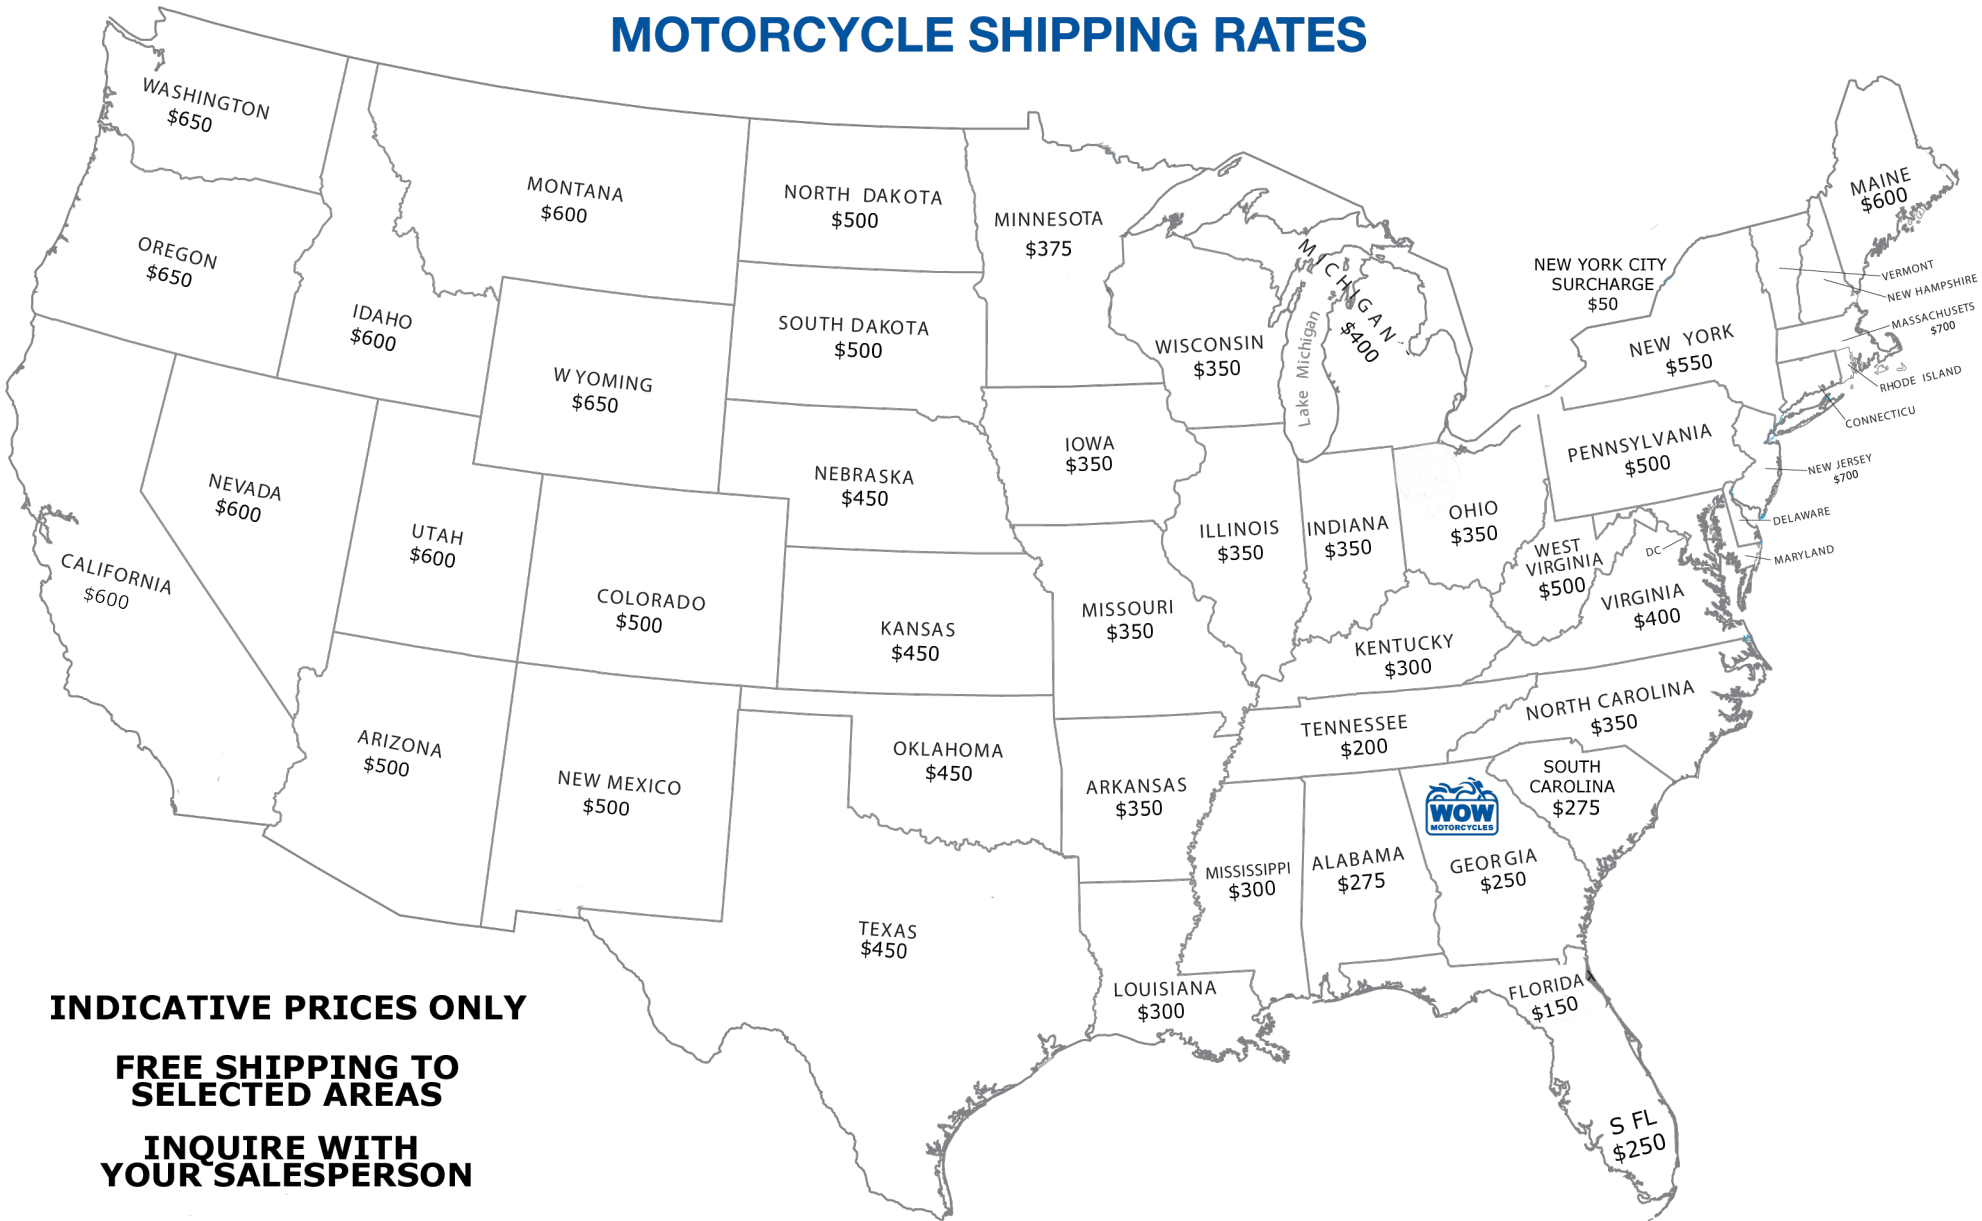 MOTORCYCLE SHIPPING RATES
WASHINGTON
$650
OREGON
$650
IDAHO
$600
MONTANA
$600
WYOMING
$650
NORTH DAKOTA
$500
SOUTH DAKOTA
$500
MINNESOTA
$375
WISCONSIN
$350
MICHIGAN
$400
Lake Michigan
NEW YORK CITY
SURCHARGE
$50
NEW YORK
$550
MAINE
$600
VERMONT
NEW HAMPSHIRE
MASSACHUSETS
$700
RHODE ISLAND
CONNECTICU
PENNSYLVANIA
$500
NEW JERSEY
$700
DELAWARE
MARYLAND
DC
CALIFORNIA
$600
NEVADA
$600
UTAH
$600
COLORADO
$500
NEBRASKA
$450
KANSAS
$450
IOWA
$350
MISSOURI
$350
ILLINOIS
$350
INDIANA
$350
OHIO
$350
WEST
VIRGINIA
$500
VIRGINIA
$400
KENTUCKY
$300
TENNESSEE
$200
NORTH CAROLINA
$350
SOUTH
CAROLINA
$275
ARIZONA
$500
NEW MEXICO
$500
OKLAHOMA
$450
TEXAS
$450
ARKANSAS
$350
LOUISIANA
$300
MISSISSIPPI
$300
ALABAMA
$275
WOW
MOTORCYCLES
GEORGIA
$250
FLORIDA
$150
S FL
$250
INDICATIVE PRICES ONLY
FREE SHIPPING TO
SELECTED AREAS
INQUIRE WITH
YOUR SALESPERSON